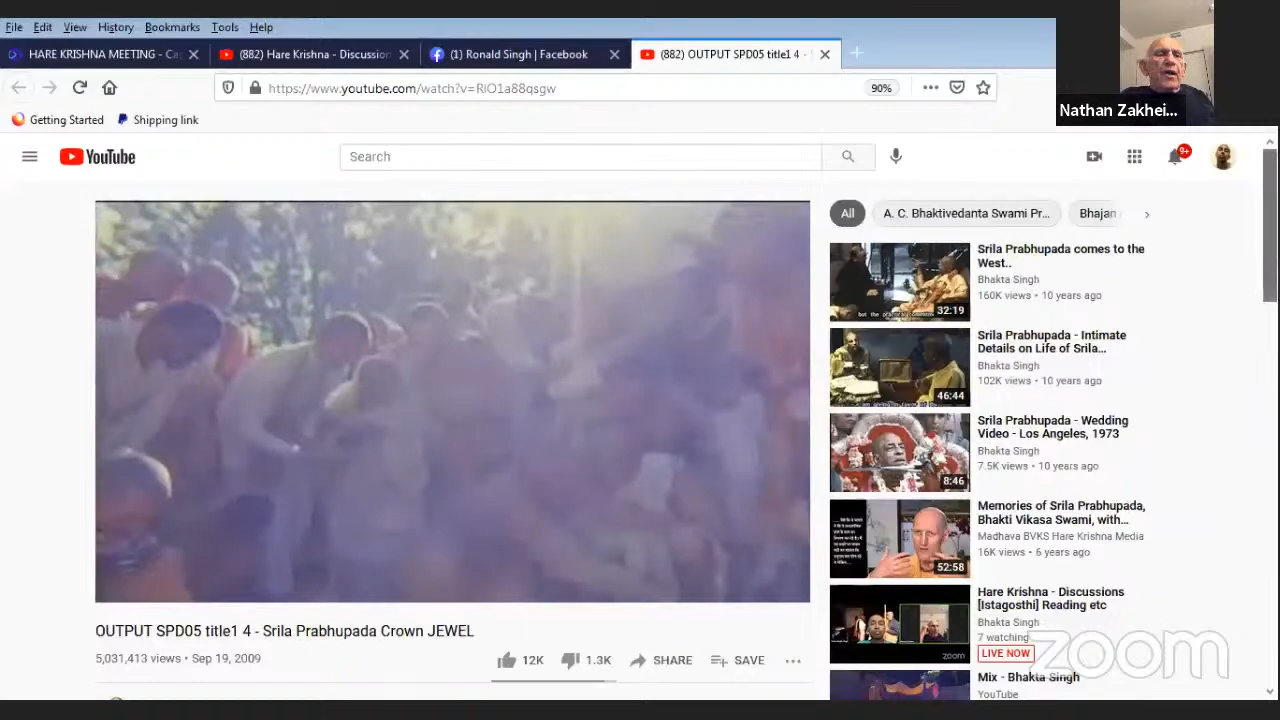 File Edit View History Bookmarks Tools Help
HARE KRISHNA MEETING - Ca
(882) Hare Krishna - Discussion
(1) Ronald Singh | Facebook
(882) OUTPUT SPD05 title1 4 -
https://www.youtube.com/watch?v=RlO1a88qsgw
90%
Nathan Zakhei...
Getting Started
Shipping link
YouTube
Search
9+
All
A. C. Bhaktivedanta Swami Pr...
Bhajan
Srila Prabhupada comes to the
West..
Bhakta Singh
160K views • 10 years ago
32:19
Srila Prabhupada - Intimate
Details on Life of Srila...
Bhakta Singh
102K views • 10 years ago
46:44
Srila Prabhupada - Wedding
Video - Los Angeles, 1973
Bhakta Singh
7.5K views • 10 years ago
8:46
Memories of Srila Prabhupada,
Bhakti Vikasa Swami, with...
Madhava BVKS Hare Krishna Media
16K views • 6 years ago
52:58
Hare Krishna - Discussions
[Istagosthi] Reading etc
Bhakta Singh
7 watching
LIVE NOW
zoom
zoom
Mix - Bhakta Singh
YouTube
OUTPUT SPD05 title1 4 - Srila Prabhupada Crown JEWEL
5,031,413 views • Sep 19, 2009
12K
1.3K
SHARE
SAVE